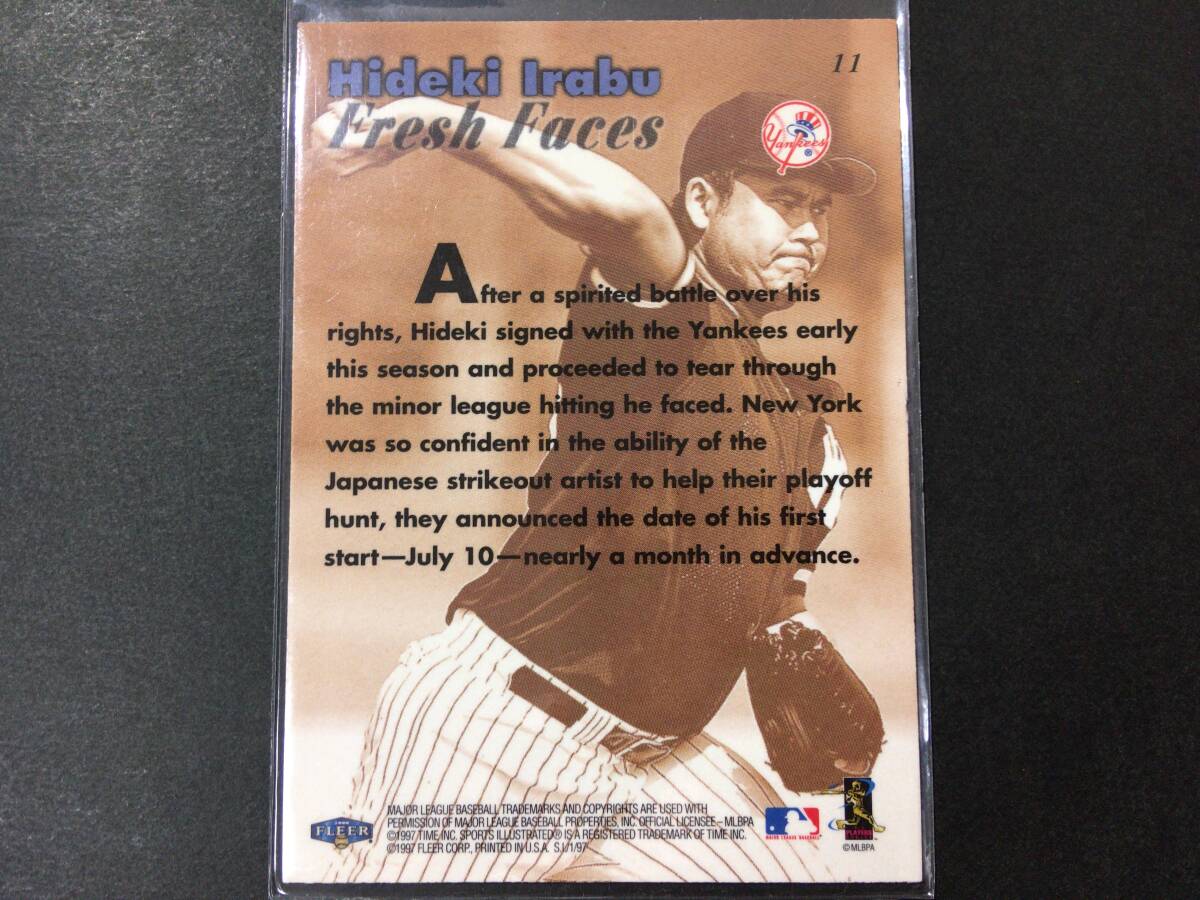 Hideki Irabu
11
Fresh Faces
Yankees
®
After a spirited battle over his
rights, Hideki signed with the Yankees early
this season and proceeded to tear through
the minor league hitting he faced. New York
was so confident in the ability of the
Japanese strikeout artist to help their playoff
hunt, they announced the date of his first
start—July 10—nearly a month in advance.
MAJOR LEAGUE BASEBALL TRADEMARKS AND COPYRIGHTS ARE USED WITH
PERMISSION OF MAJOR LEAGUE BASEBALL PROPERTIES, INC. OFFICIAL LICENSEE–MLBPA
©1997 TIME INC. SPORTS ILLUSTRATED® IS A REGISTERED TRADEMARK OF TIME INC.
©1997 FLEER CORP., PRINTED IN U.S.A. S.I./1/97
FLEER
MAJOR LEAGUE BASEBALL
PLAYERS
©MLBPA